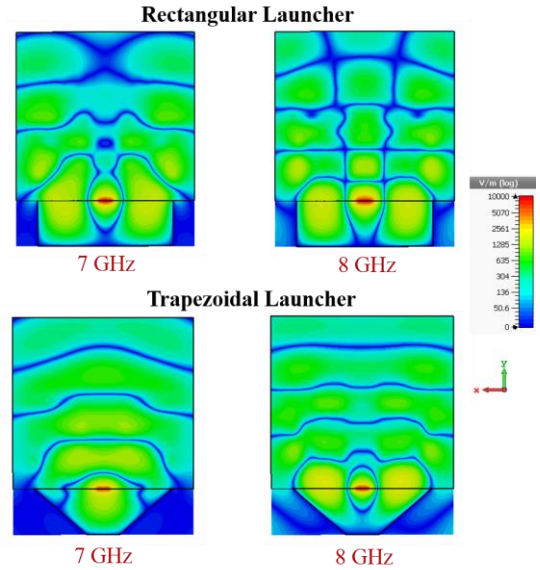 Rectangular Launcher
7 GHz
8 GHz
V/m (log)
10000
5070
2561
1285
635
304
136
50.6
0
Trapezoidal Launcher
y
x
7 GHz
8 GHz